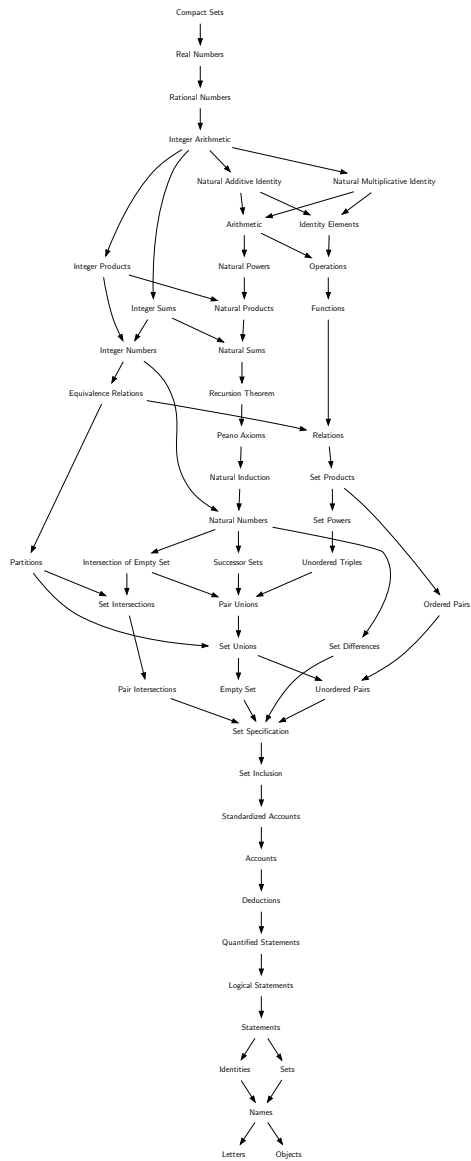 Compact Sets
Real Numbers
Rational Numbers
Integer Arithmetic
Natural Additive Identity
Natural Multiplicative Identity
Arithmetic
Identity Elements
Integer Products
Natural Powers
Operations
Integer Sums
Natural Products
Functions
Integer Numbers
Natural Sums
Equivalence Relations
Recursion Theorem
Peano Axioms
Relations
Natural Induction
Set Products
Natural Numbers
Set Powers
Partitions
Intersection of Empty Set
Successor Sets
Unordered Triples
Set Intersections
Pair Unions
Ordered Pairs
Set Unions
Set Differences
Pair Intersections
Empty Set
Unordered Pairs
Set Specification
Set Inclusion
Standardized Accounts
Accounts
Deductions
Quantified Statements
Logical Statements
Statements
Identities
Sets
Names
Letters
Objects